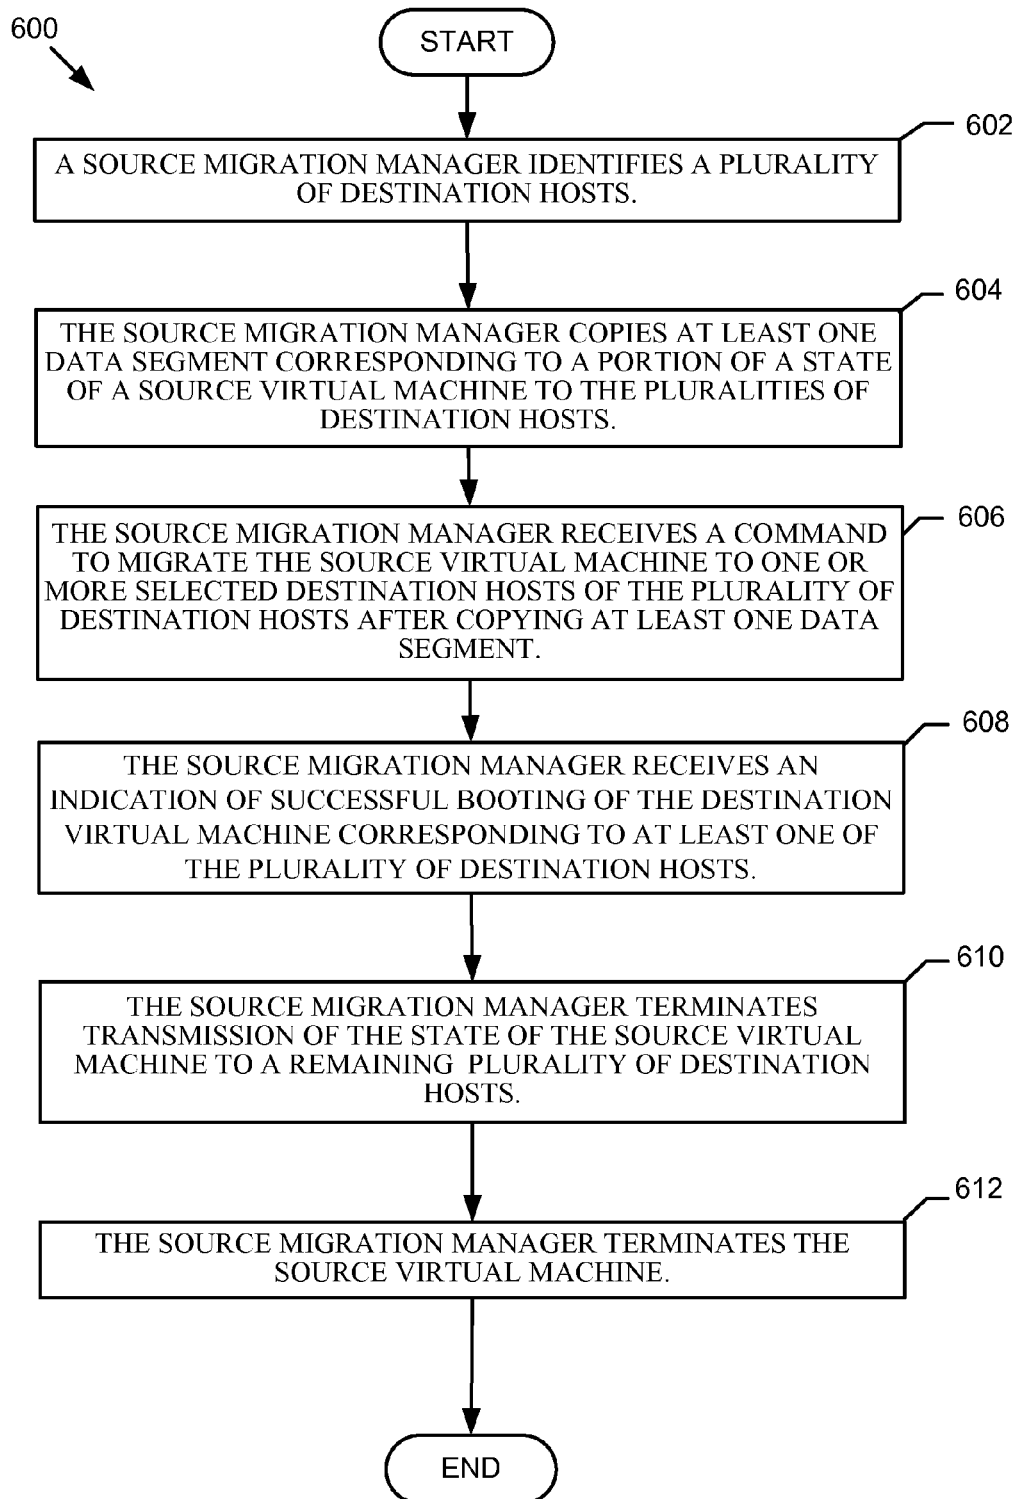 600
START
602
A SOURCE MIGRATION MANAGER IDENTIFIES A PLURALITY
OF DESTINATION HOSTS.
604
THE SOURCE MIGRATION MANAGER COPIES AT LEAST ONE
DATA SEGMENT CORRESPONDING TO A PORTION OF A STATE
OF A SOURCE VIRTUAL MACHINE TO THE PLURALITIES OF
DESTINATION HOSTS.
606
THE SOURCE MIGRATION MANAGER RECEIVES A COMMAND
TO MIGRATE THE SOURCE VIRTUAL MACHINE TO ONE OR
MORE SELECTED DESTINATION HOSTS OF THE PLURALITY OF
DESTINATION HOSTS AFTER COPYING AT LEAST ONE DATA
SEGMENT.
608
THE SOURCE MIGRATION MANAGER RECEIVES AN
INDICATION OF SUCCESSFUL BOOTING OF THE DESTINATION
VIRTUAL MACHINE CORRESPONDING TO AT LEAST ONE OF
THE PLURALITY OF DESTINATION HOSTS.
610
THE SOURCE MIGRATION MANAGER TERMINATES
TRANSMISSION OF THE STATE OF THE SOURCE VIRTUAL
MACHINE TO A REMAINING PLURALITY OF DESTINATION
HOSTS.
612
THE SOURCE MIGRATION MANAGER TERMINATES THE
SOURCE VIRTUAL MACHINE.
END